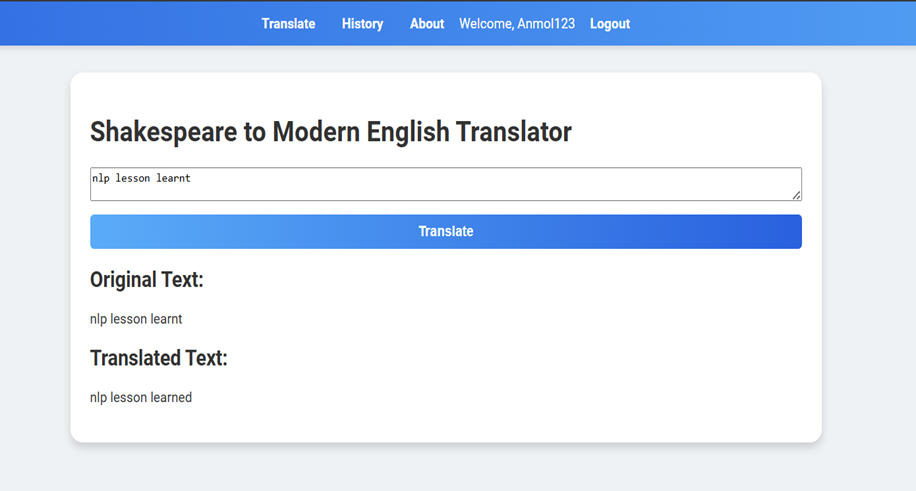 Translate History About Welcome, Anmol123 Logout
Shakespeare to Modern English Translator
nlp lesson learnt
Translate
Original Text:
nlp lesson learnt
Translated Text:
nlp lesson learned